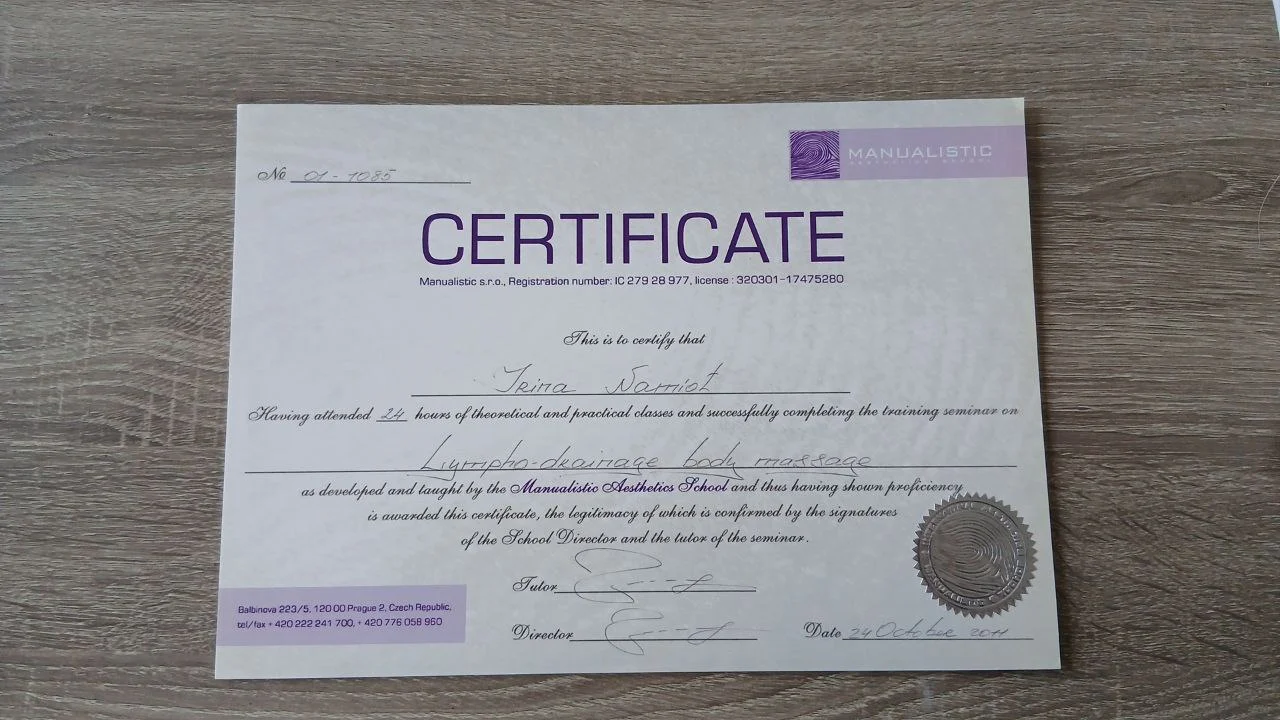 № 01-1085
MANUALISTIC
AESTHETICS SCHOOL
CERTIFICATE
Manualistic s.r.o., Registration number: IC 279 28 977, license : 320301-17475280
This is to certify that
Irina Namiot
Having attended 24 hours of theoretical and practical classes and successfully completing the training seminar on
Liympho-drainage body massage
as developed and taught by the Manualistic Aesthetics School and thus having shown proficiency
is awarded this certificate, the legitimacy of which is confirmed by the signatures
of the School Director and the tutor of the seminar.
Tutor
Balbinova 223/5, 120 00 Prague 2, Czech Republic,
tel/fax + 420 222 241 700, + 420 776 058 960
Director
Date 24 October 2011